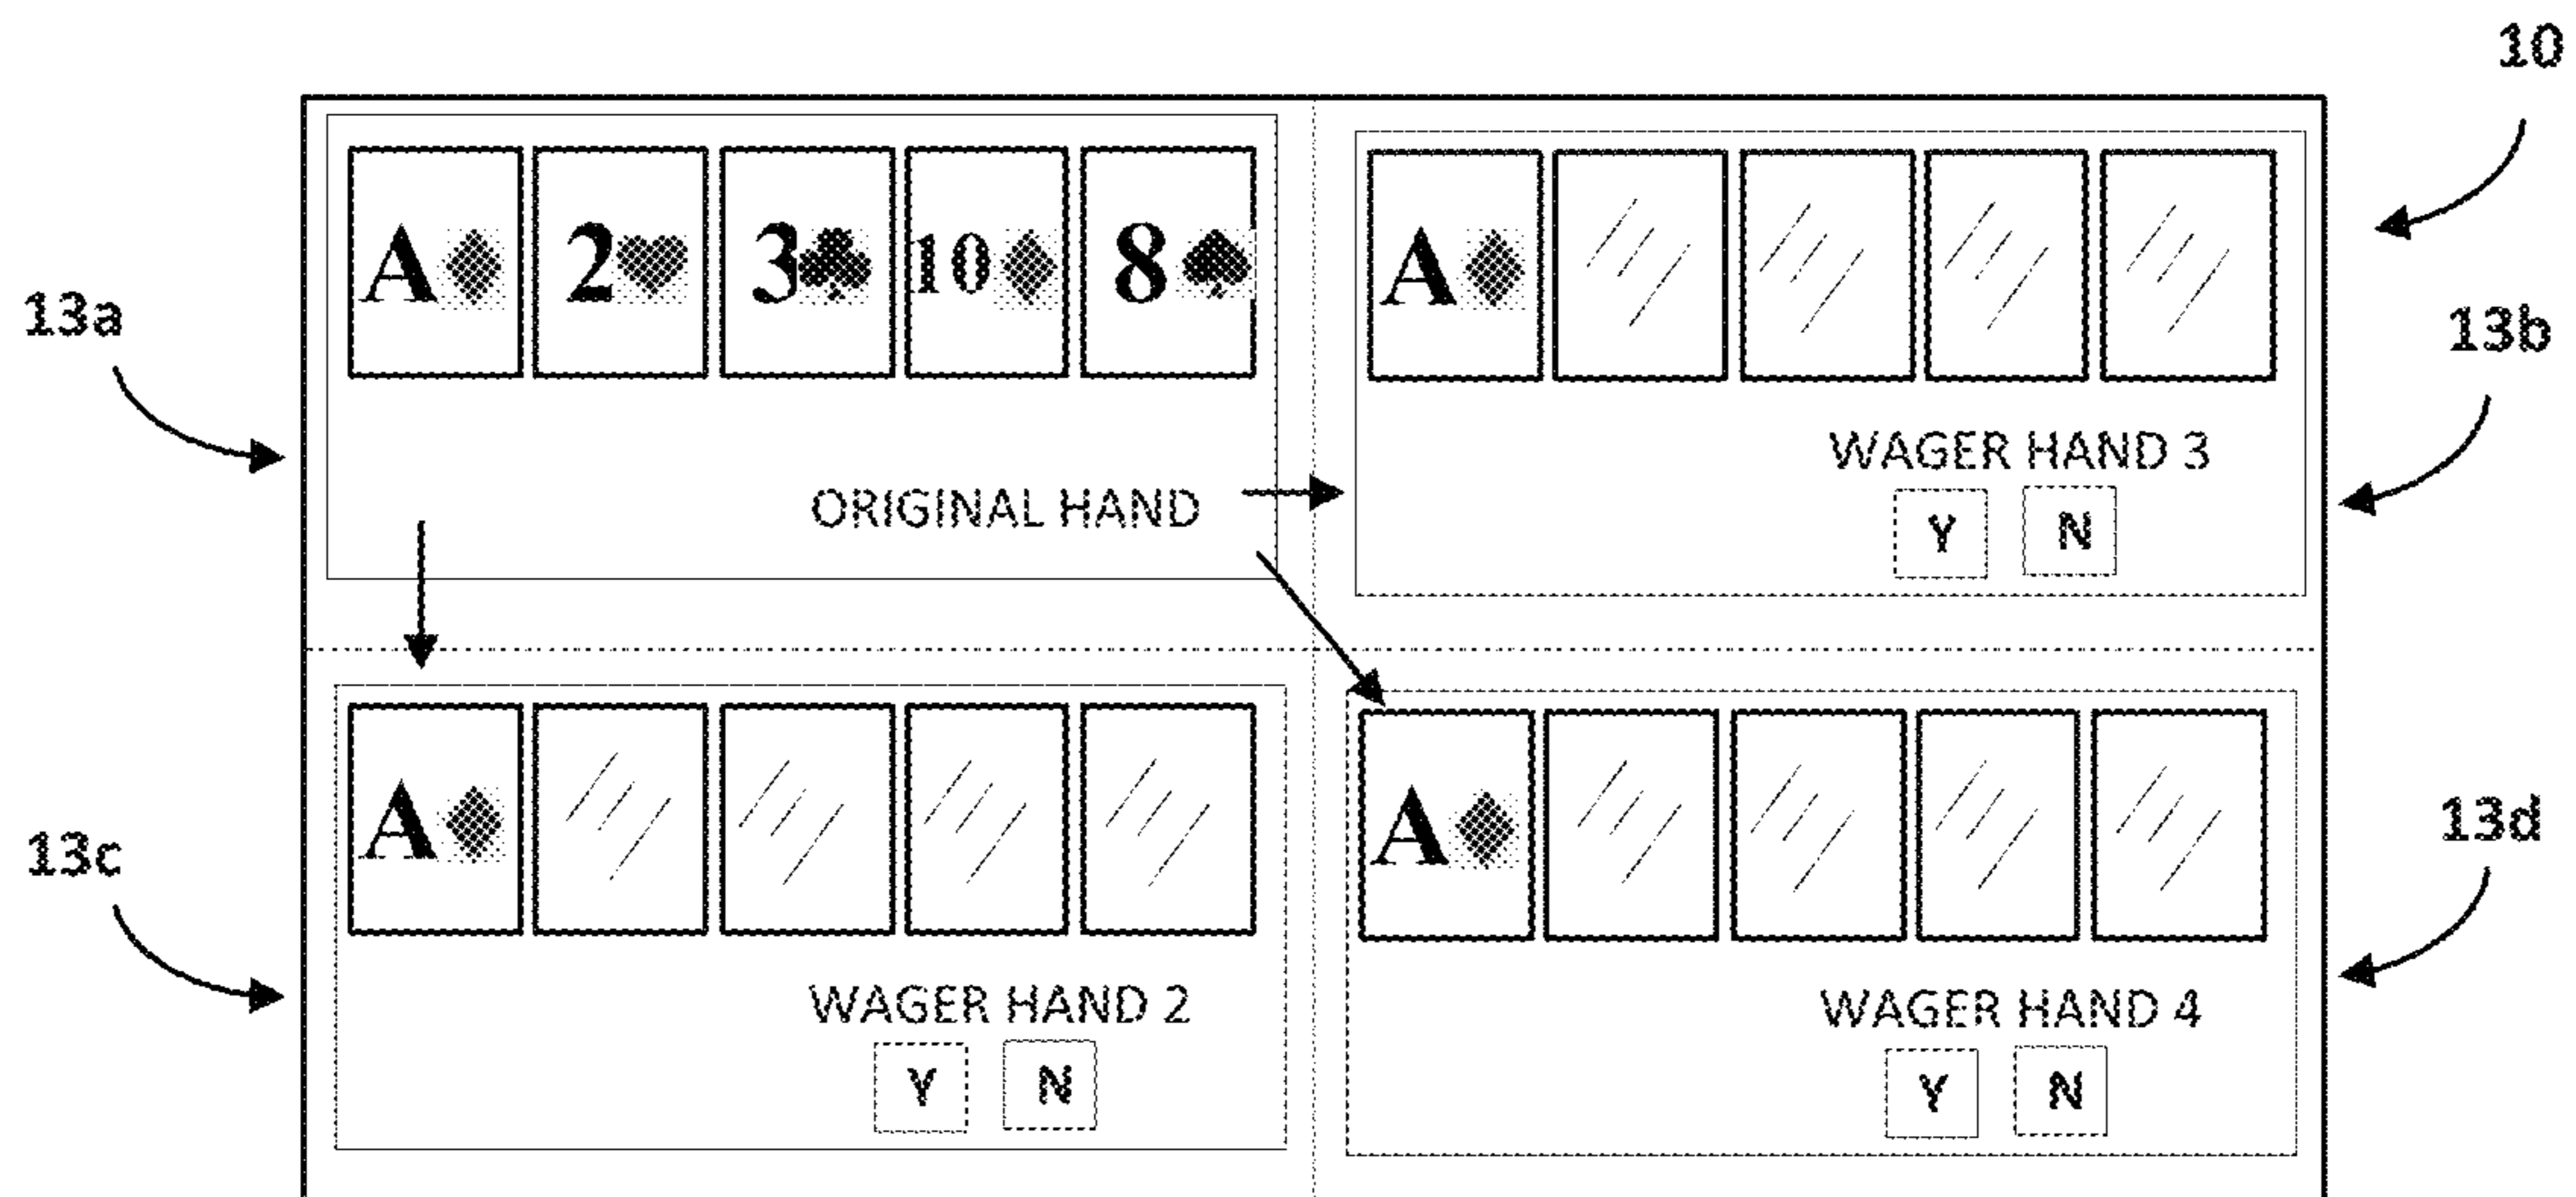 10
13a
A 2 3 10 8
ORIGINAL HAND
A
WAGER HAND 3
Y N
13b
13c
A
WAGER HAND 2
Y N
A
WAGER HAND 4
Y N
13d